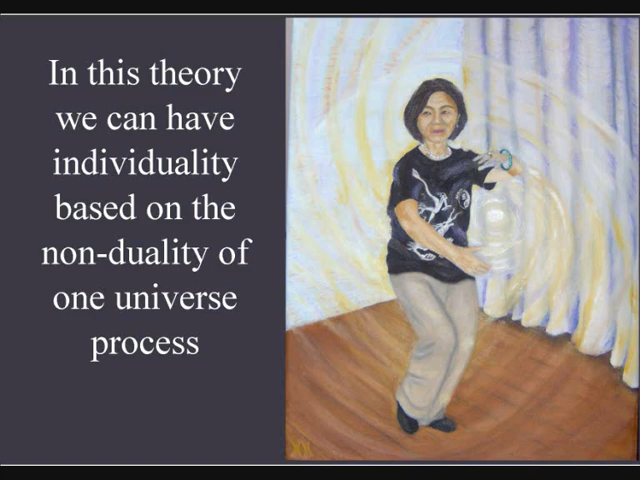 In this theory
we can have
individuality
based on the
non-duality of
one universe
process